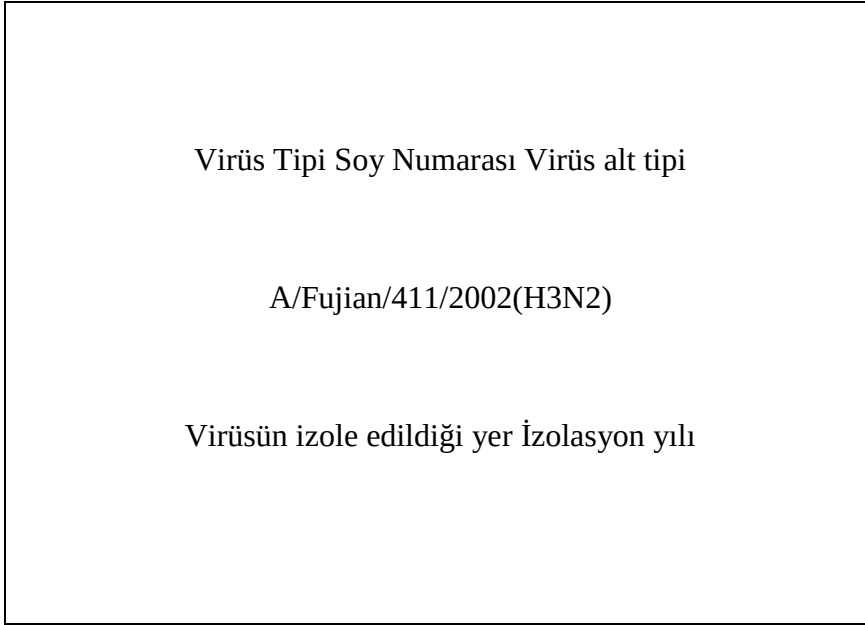 Virüs Tipi Soy Numarası Virüs alt tipi
A/Fujian/411/2002(H3N2)
Virüsün izole edildiği yer İzolasyon yılı